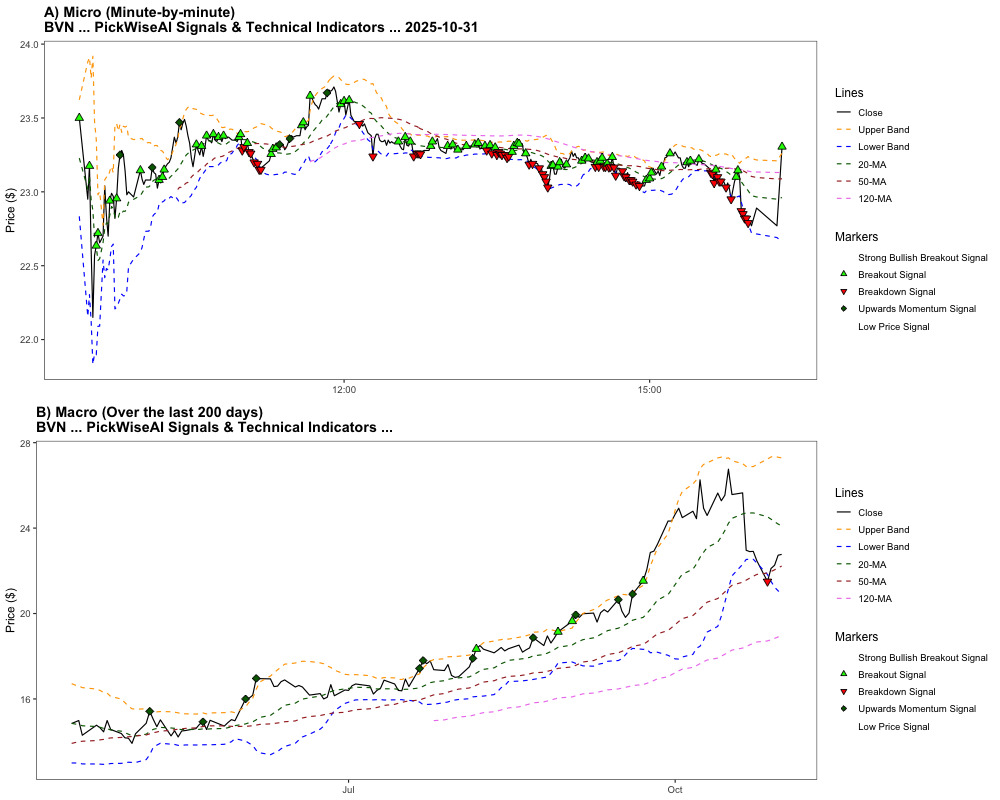 A) Micro (Minute-by-minute)
BVN ... PickWiseAI Signals & Technical Indicators ... 2025-10-31
Price ($)
24.0
23.5
23.0
22.5
22.0
12:00
15:00
Lines
Close
Upper Band
Lower Band
20-MA
50-MA
120-MA
Markers
Strong Bullish Breakout Signal
Breakout Signal
Breakdown Signal
Upwards Momentum Signal
Low Price Signal
B) Macro (Over the last 200 days)
BVN ... PickWiseAI Signals & Technical Indicators ...
Price ($)
28
24
20
16
Jul
Oct
Lines
Close
Upper Band
Lower Band
20-MA
50-MA
120-MA
Markers
Strong Bullish Breakout Signal
Breakout Signal
Breakdown Signal
Upwards Momentum Signal
Low Price Signal